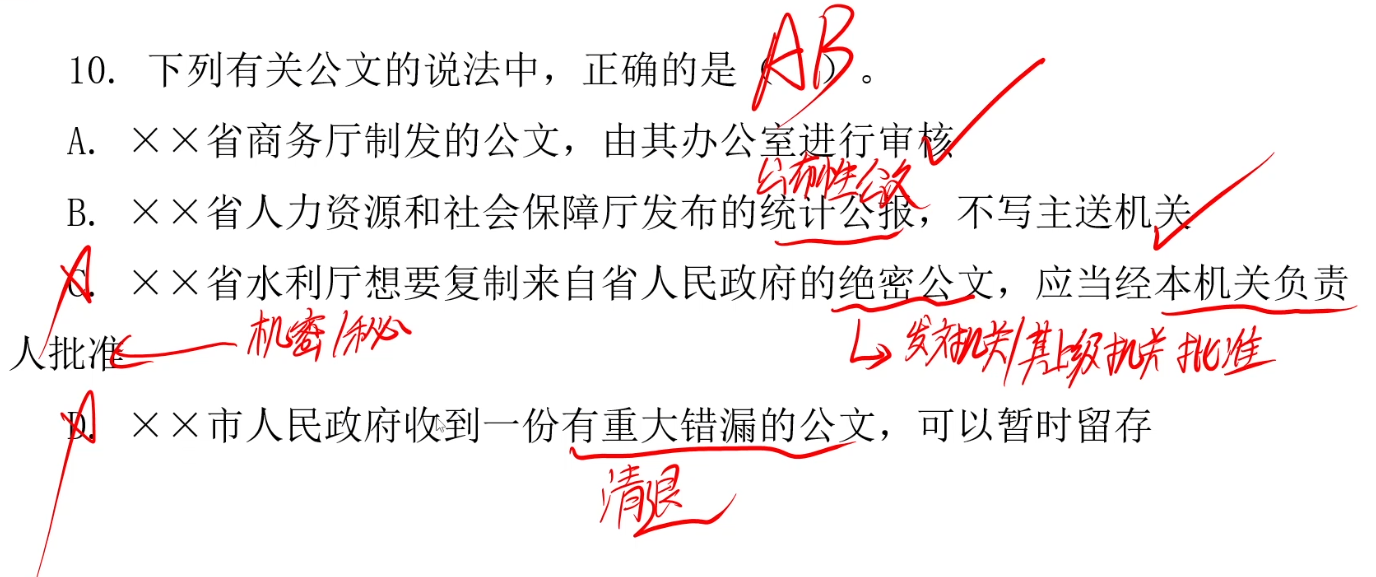 10. 下列有关公文的说法中，正确的是（AB）。
A. ××省商务厅制发的公文，由其办公室进行审核
公布性公文
B. ××省人力资源和社会保障厅发布的统计公报，不写主送机关
C. ××省水利厅想要复制来自省人民政府的绝密公文，应当经本机关负责
人批准 机密/秘 发文机关/其上级机关批准
D. ××市人民政府收到一份有重大错漏的公文，可以暂时留存
清退